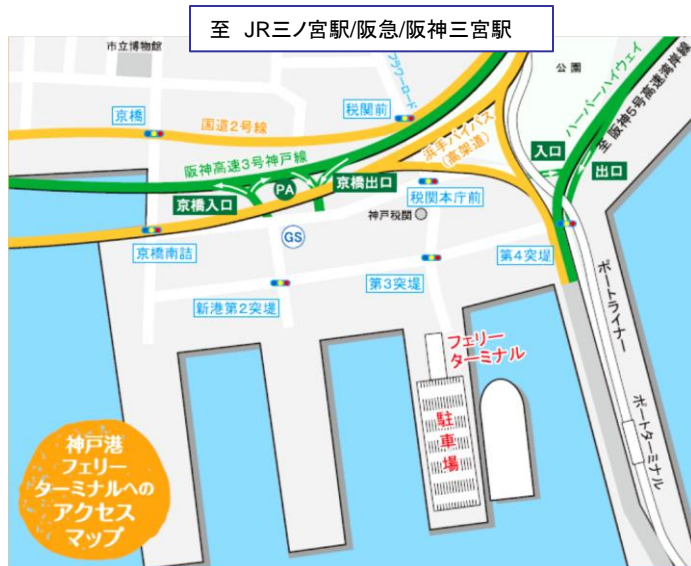 至 JR三ノ宮駅/阪急/阪神三宮駅
市立博物館
フラワーロード
公園
ハーバーハイウェイ
至阪神5号高速湾岸線
京橋
国道2号線
税関前
浜手バイパス
(高架道)
入口
出口
阪神高速3号神戸線
PA
京橋出口
京橋入口
税関本庁前
神戸税関
GS
京橋南詰
第4突堤
第3突堤
新港第2突堤
ポートライナー
フェリー
ターミナル
駐車場
ポートターミナル
神戸港
フェリー
ターミナルへの
アクセス
マップ